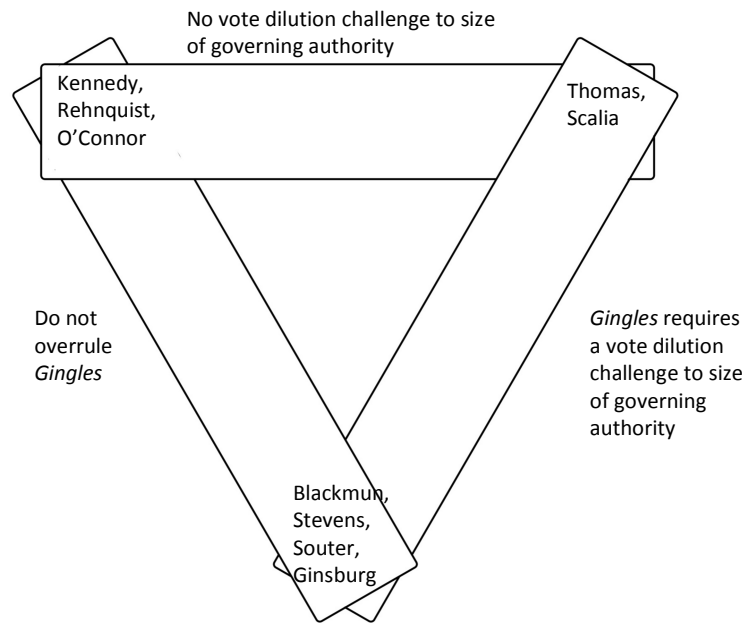 No vote dilution challenge to size
of governing authority
Kennedy,
Rehnquist,
O’Connor
Thomas,
Scalia
Do not
overrule
Gingles
Gingles requires
a vote dilution
challenge to size
of governing
authority
Blackmun,
Stevens,
Souter,
Ginsburg